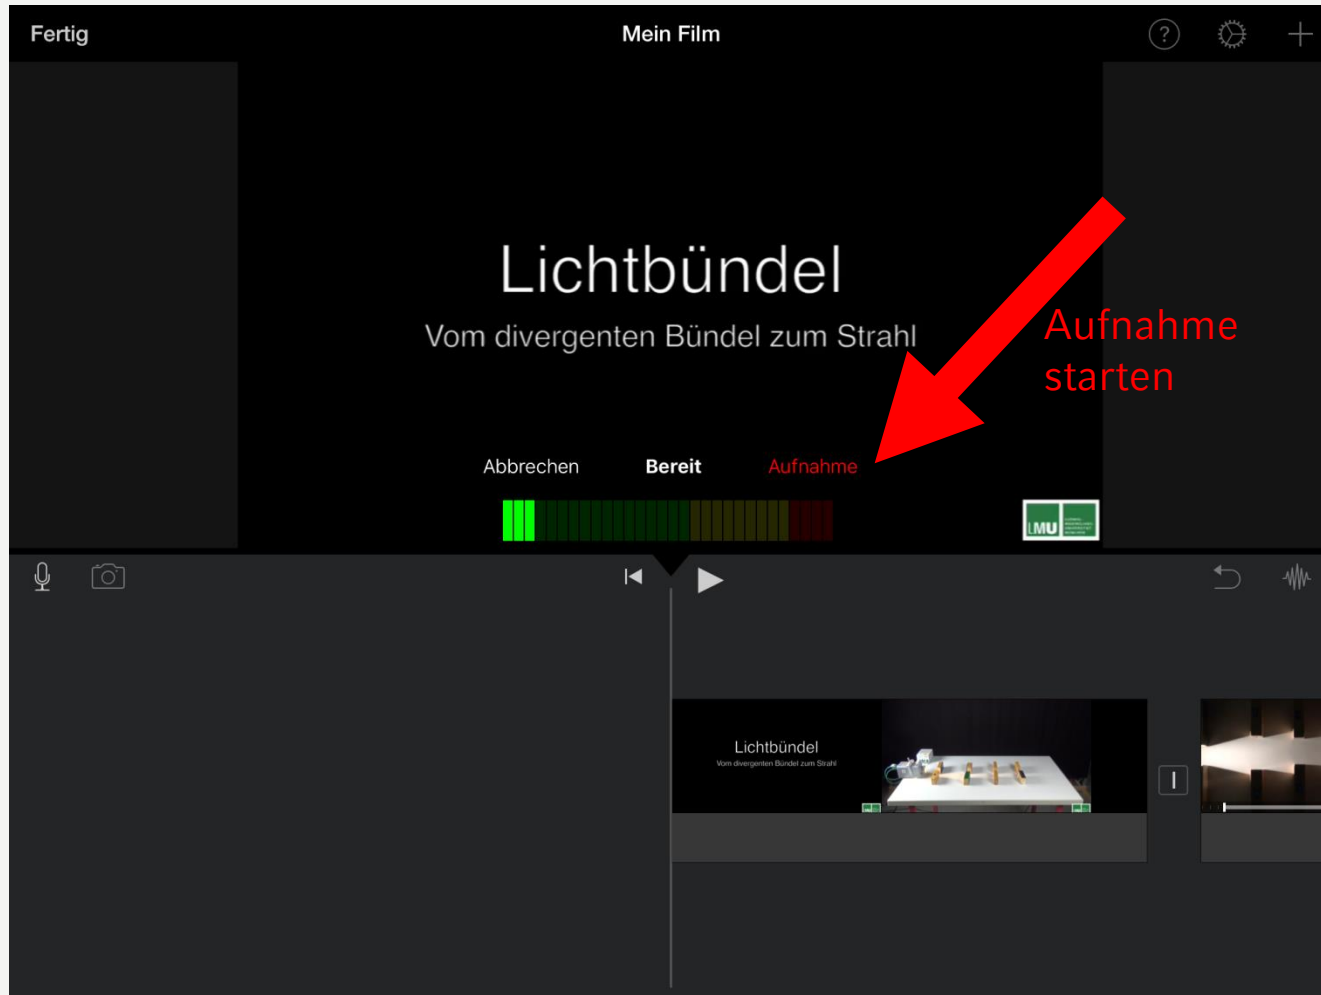 Fertig
Mein Film
?
Lichtbündel
Vom divergenten Bündel zum Strahl
Aufnahme
starten
Abbrechen
Bereit
Aufnahme
LMU
Lichtbündel
Vom divergenten Bündel zum Strahl